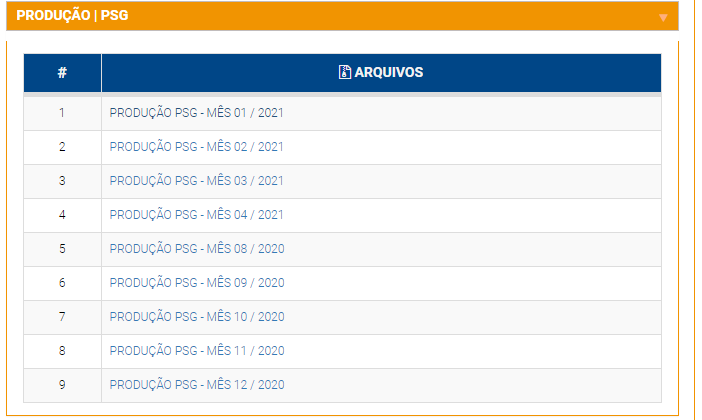 PRODUÇÃO | PSG
# ARQUIVOS
1 PRODUÇÃO PSG - MÊS 01 / 2021
2 PRODUÇÃO PSG - MÊS 02 / 2021
3 PRODUÇÃO PSG - MÊS 03 / 2021
4 PRODUÇÃO PSG - MÊS 04 / 2021
5 PRODUÇÃO PSG - MÊS 08 / 2020
6 PRODUÇÃO PSG - MÊS 09 / 2020
7 PRODUÇÃO PSG - MÊS 10 / 2020
8 PRODUÇÃO PSG - MÊS 11 / 2020
9 PRODUÇÃO PSG - MÊS 12 / 2020